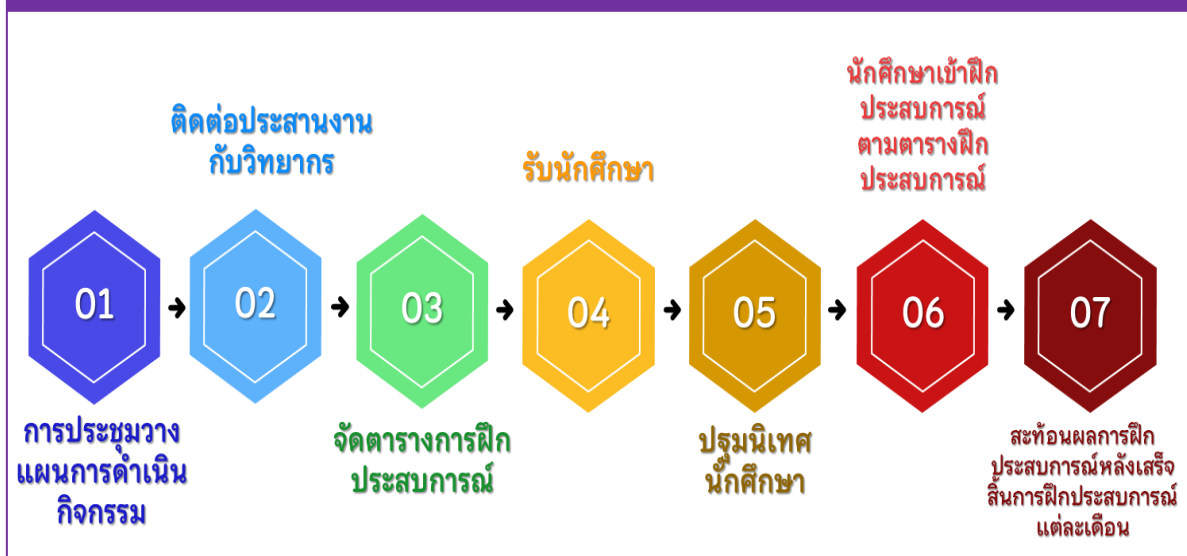 01
การประชุมวาง
แผนการดำเนิน
กิจกรรม
ติดต่อประสานงาน
กับวิทยากร
02
03
จัดตารางการฝึก
ประสบการณ์
รับนักศึกษา
04
05
ปฐมนิเทศ
นักศึกษา
นักศึกษาเข้าฝึก
ประสบการณ์
ตามตารางฝึก
ประสบการณ์
06
07
สะท้อนผลการฝึก
ประสบการณ์หลังเสร็จ
สิ้นการฝึกประสบการณ์
แต่ละเดือน